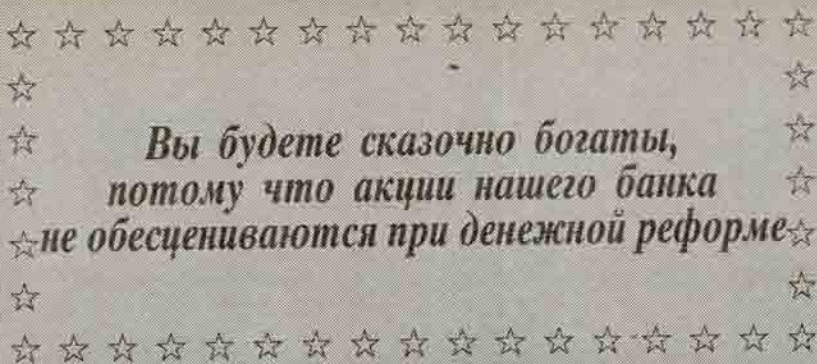 Вы будете сказочно богаты,
потому что акции нашего банка
не обесцениваются при денежной реформе